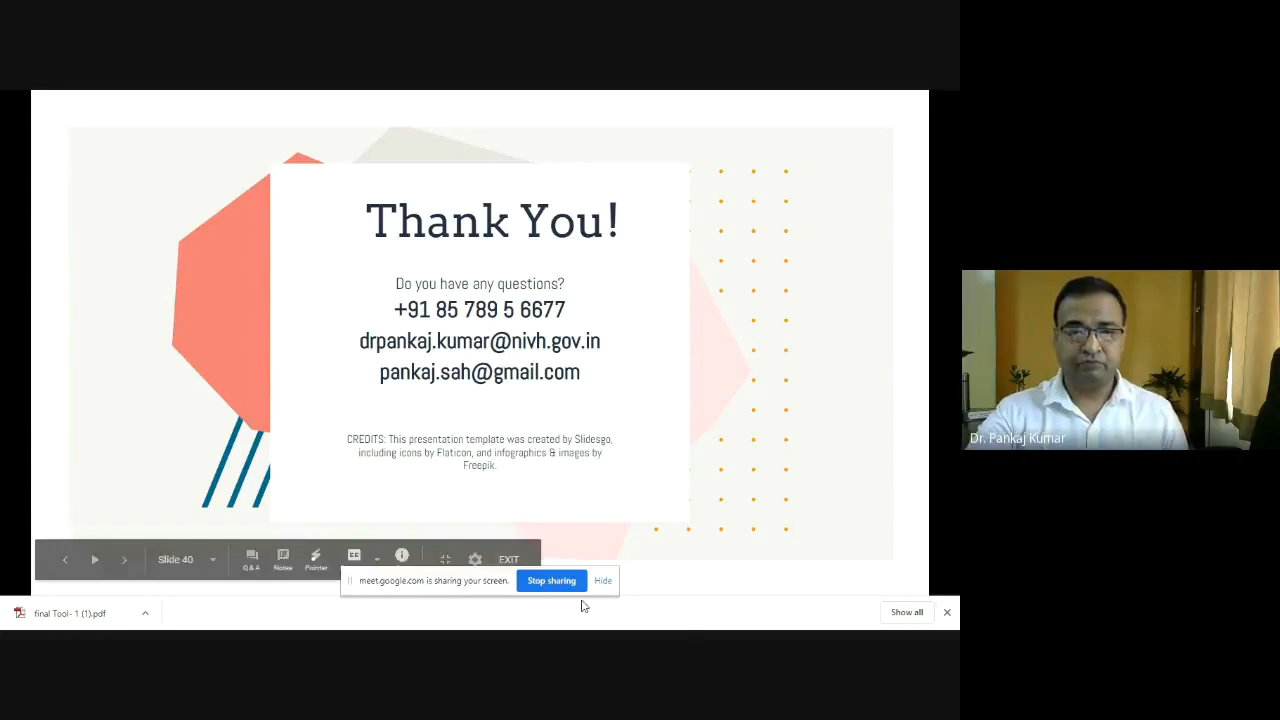 Thank You!
Do you have any questions?
+91 85 789 5 6677
drpankaj.kumar@nivh.gov.in
pankaj.sah@gmail.com
CREDITS: This presentation template was created by Slidesgo,
including icons by Flaticon, and infographics & images by
Freepik.
Dr. Pankaj Kumar
Slide 40
Q & A
Notes
Pointer
CC
EXIT
meet.google.com is sharing your screen.
Stop sharing
Hide
final Tool- 1 (1).pdf
Show all